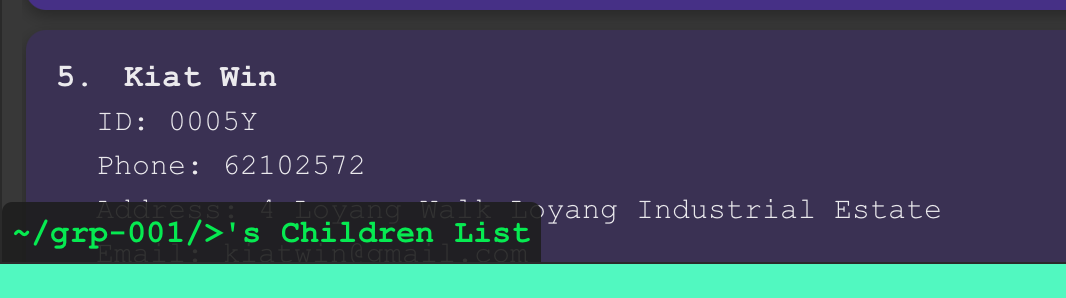 5. Kiat Win
ID: 0005Y
Phone: 62102572
Address: 4 Loyang Walk Loyang Industrial Estate
~/grp-001/>'s Children List
Email: kiatwin@gmail.com